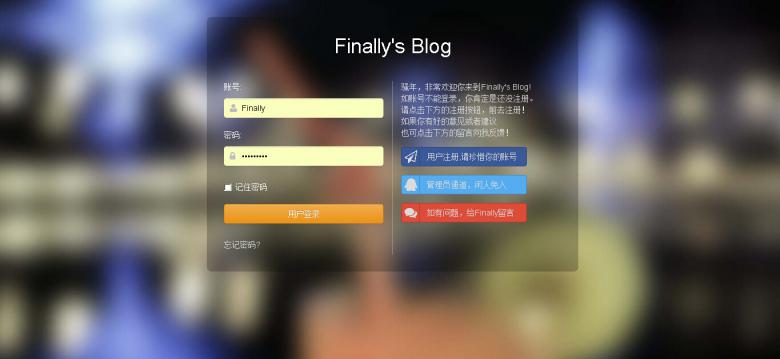 Finally's Blog
账号:
Finally
密码:
•••••••••
记住密码
用户登录
忘记密码?
骚年，非常欢迎你来到Finally's Blog!
如账号不能登录，你肯定是还没注册。
请点击下方的注册按钮，前去注册!
如果你有好的意见或者建议
也可点击下方的留言向我反馈!
用户注册,请珍惜你的账号
管理员通道，闲人免入
如有问题，给Finally留言